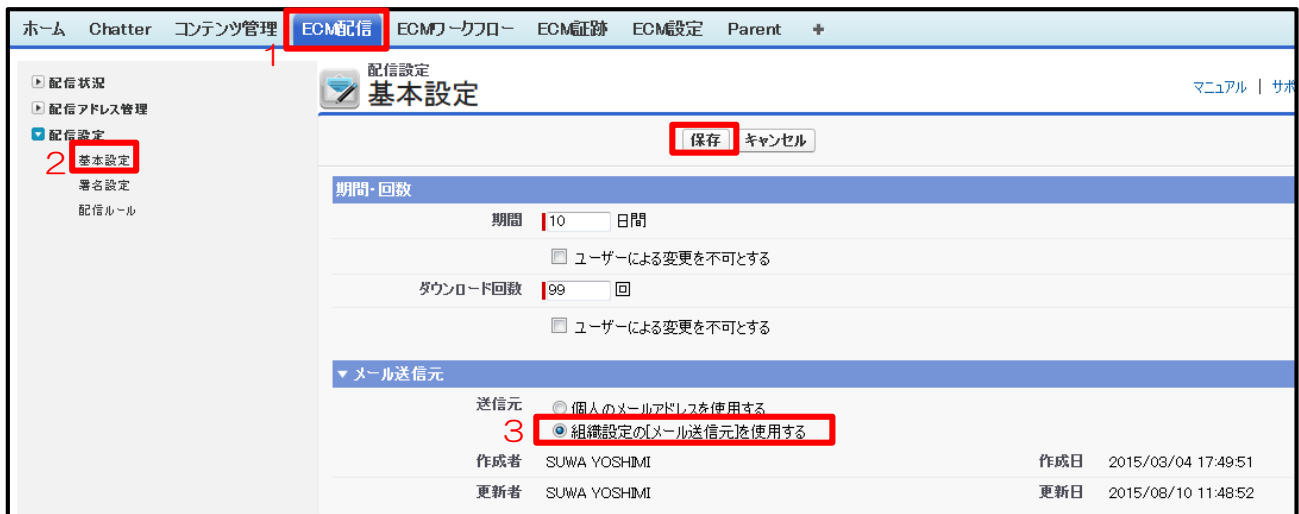 ホーム Chatter コンテンツ管理 ECM配信 ECMワークフロー ECM証跡 ECM設定 Parent +
1
配信状況
配信アドレス管理
配信設定
2 基本設定
署名設定
配信ルール
配信設定
基本設定
マニュアル | サポ
保存 キャンセル
期間・回数
期間 10 日間
ユーザーによる変更を不可とする
ダウンロード回数 99 回
ユーザーによる変更を不可とする
メール送信元
送信元 個人のメールアドレスを使用する
3 組織設定の[メール送信元]を使用する
作成者 SUWA YOSHIMI 作成日 2015/03/04 17:49:51
更新者 SUWA YOSHIMI 更新日 2015/08/10 11:48:52